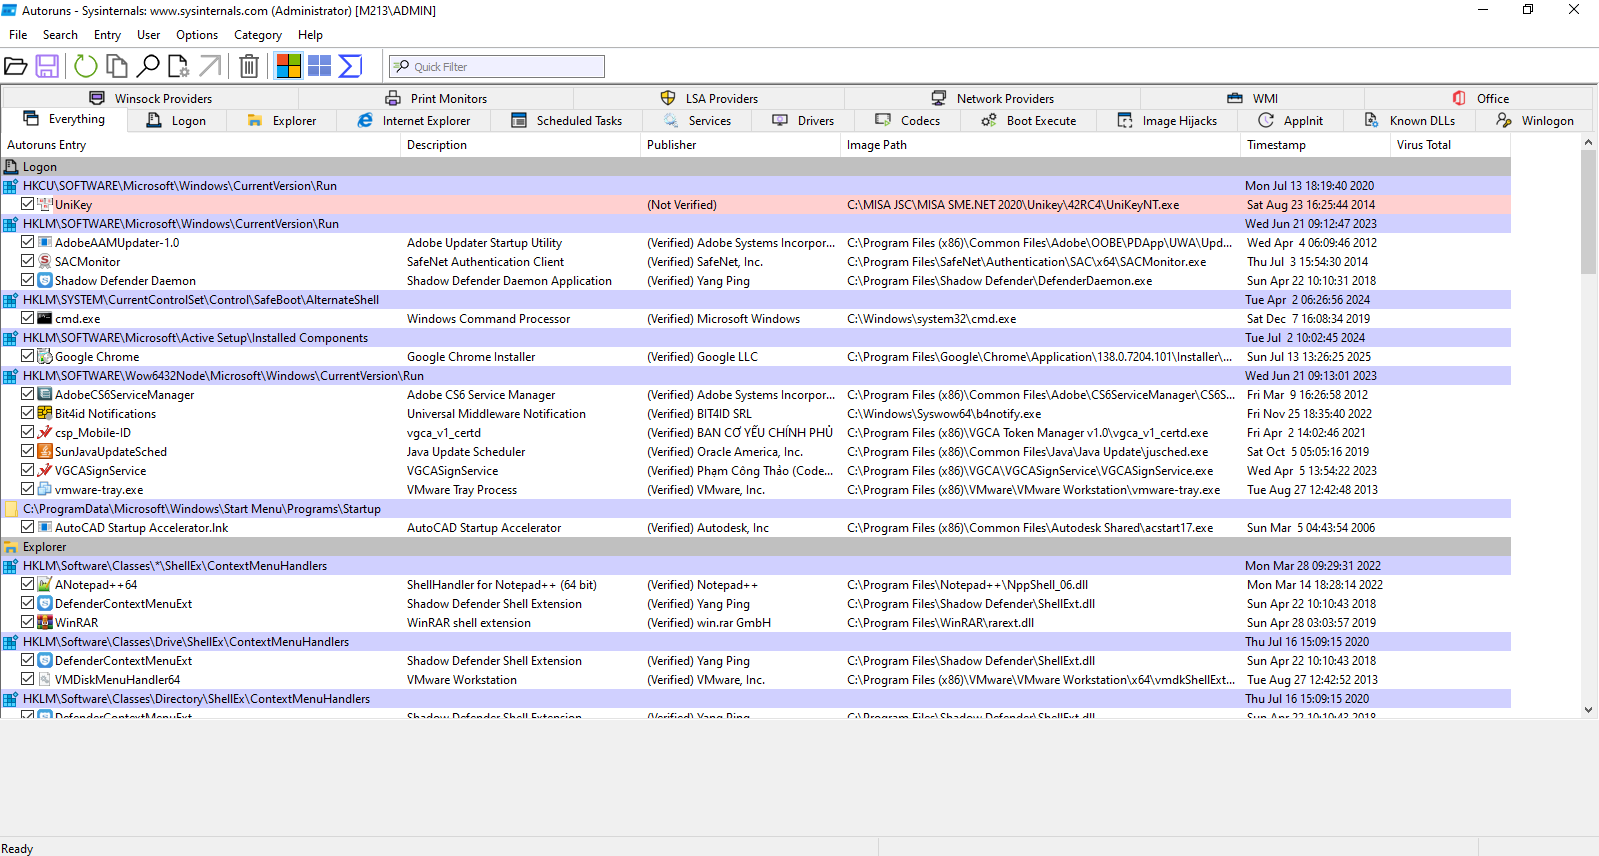 Autoruns - Sysinternals: www.sysinternals.com (Administrator) [M213\ADMIN]
File Search Entry User Options Category Help
Quick Filter
Winsock Providers Print Monitors LSA Providers Network Providers WMI Office
Everything Logon Explorer Internet Explorer Scheduled Tasks Services Drivers Codecs Boot Execute Image Hijacks AppInit Known DLLs Winlogon
Autoruns Entry Description Publisher Image Path Timestamp Virus Total
Logon
HKCU\SOFTWARE\Microsoft\Windows\CurrentVersion\Run Mon Jul 13 18:19:40 2020
UniKey (Not Verified) C:\MISA JSC\MISA SME.NET 2020\Unikey\42RC4\UniKeyNT.exe Sat Aug 23 16:25:44 2014
HKLM\SOFTWARE\Microsoft\Windows\CurrentVersion\Run Wed Jun 21 09:12:47 2023
AdobeAAMUpdater-1.0 Adobe Updater Startup Utility (Verified) Adobe Systems Incorpor... C:\Program Files (x86)\Common Files\Adobe\OOBE\PDApp\UWA\Upd... Wed Apr 4 06:09:46 2012
SACMonitor SafeNet Authentication Client (Verified) SafeNet, Inc. C:\Program Files\SafeNet\Authentication\SAC\x64\SACMonitor.exe Thu Jul 3 15:54:30 2014
Shadow Defender Daemon Shadow Defender Daemon Application (Verified) Yang Ping C:\Program Files\Shadow Defender\DefenderDaemon.exe Sun Apr 22 10:10:31 2018
HKLM\SYSTEM\CurrentControlSet\Control\SafeBoot\AlternateShell Tue Apr 2 06:26:56 2024
cmd.exe Windows Command Processor (Verified) Microsoft Windows C:\Windows\system32\cmd.exe Sat Dec 7 16:08:34 2019
HKLM\SOFTWARE\Microsoft\Active Setup\Installed Components Tue Jul 2 10:02:45 2024
Google Chrome Google Chrome Installer (Verified) Google LLC C:\Program Files\Google\Chrome\Application\138.0.7204.101\Installer\... Sun Jul 13 13:26:25 2025
HKLM\SOFTWARE\Wow6432Node\Microsoft\Windows\CurrentVersion\Run Wed Jun 21 09:13:01 2023
AdobeCS6ServiceManager Adobe CS6 Service Manager (Verified) Adobe Systems Incorpor... C:\Program Files (x86)\Common Files\Adobe\CS6ServiceManager\CS6S... Fri Mar 9 16:26:58 2012
Bit4id Notifications Universal Middleware Notification (Verified) BIT4ID SRL C:\Windows\Syswow64\b4notify.exe Fri Nov 25 18:35:40 2022
csp_Mobile-ID vgca_v1_certd (Verified) BAN CƠ YẾU CHÍNH PHỦ C:\Program Files (x86)\VGCA Token Manager v1.0\vgca_v1_certd.exe Fri Apr 2 14:02:46 2021
SunJavaUpdateSched Java Update Scheduler (Verified) Oracle America, Inc. C:\Program Files (x86)\Common Files\Java\Java Update\jusched.exe Sat Oct 5 05:05:16 2019
VGCASignService VGCASignService (Verified) Phạm Công Thảo (Code... C:\Program Files (x86)\VGCA\VGCASignService\VGCASignService.exe Wed Apr 5 13:54:22 2023
vmware-tray.exe VMware Tray Process (Verified) VMware, Inc. C:\Program Files (x86)\VMware\VMware Workstation\vmware-tray.exe Tue Aug 27 12:42:48 2013
C:\ProgramData\Microsoft\Windows\Start Menu\Programs\Startup
AutoCAD Startup Accelerator.lnk AutoCAD Startup Accelerator (Verified) Autodesk, Inc C:\Program Files (x86)\Common Files\Autodesk Shared\acstart17.exe Sun Mar 5 04:43:54 2006
Explorer
HKLM\Software\Classes\*\ShellEx\ContextMenuHandlers Mon Mar 28 09:29:31 2022
ANotepad++64 ShellHandler for Notepad++ (64 bit) (Verified) Notepad++ C:\Program Files\Notepad++\NppShell_06.dll Mon Mar 14 18:28:14 2022
DefenderContextMenuExt Shadow Defender Shell Extension (Verified) Yang Ping C:\Program Files\Shadow Defender\ShellExt.dll Sun Apr 22 10:10:43 2018
WinRAR WinRAR shell extension (Verified) win.rar GmbH C:\Program Files\WinRAR\rarext.dll Sun Apr 28 03:03:57 2019
HKLM\Software\Classes\Drive\ShellEx\ContextMenuHandlers Thu Jul 16 15:09:15 2020
DefenderContextMenuExt Shadow Defender Shell Extension (Verified) Yang Ping C:\Program Files\Shadow Defender\ShellExt.dll Sun Apr 22 10:10:43 2018
VMDiskMenuHandler64 VMware Workstation (Verified) VMware, Inc. C:\Program Files (x86)\VMware\VMware Workstation\x64\vmdkShellExt... Tue Aug 27 12:42:52 2013
HKLM\Software\Classes\Directory\ShellEx\ContextMenuHandlers Thu Jul 16 15:09:15 2020
DefenderContextMenuExt Shadow Defender Shell Extension (Verified) Yang Ping C:\Program Files\Shadow Defender\ShellExt.dll Sun Apr 22 10:10:43 2018
Ready